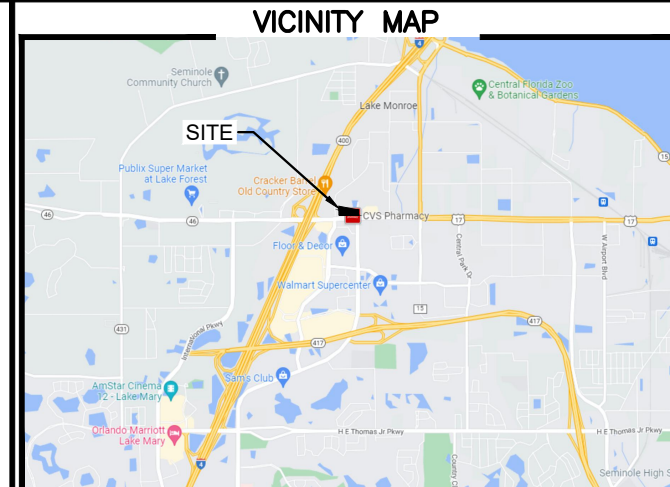 VICINITY MAP
4
Seminole
Community Church
Central Florida Zoo
& Botanical Gardens
Lake Monroe
SITE
400
15
Publix Super Market
at Lake Forest
Cracker Barrel
Old Country Store
46
46
CVS Pharmacy
17
17
Floor & Decor
Central Park Dr
W Airport Blvd
Walmart Supercenter
15
431
International Pkwy
417
417
Sam's Club
AmStar Cinema
12 - Lake Mary
Orlando Marriott
Lake Mary
H E Thomas Jr Pkwy
H E Thomas Jr Pkwy
4
Seminole High S